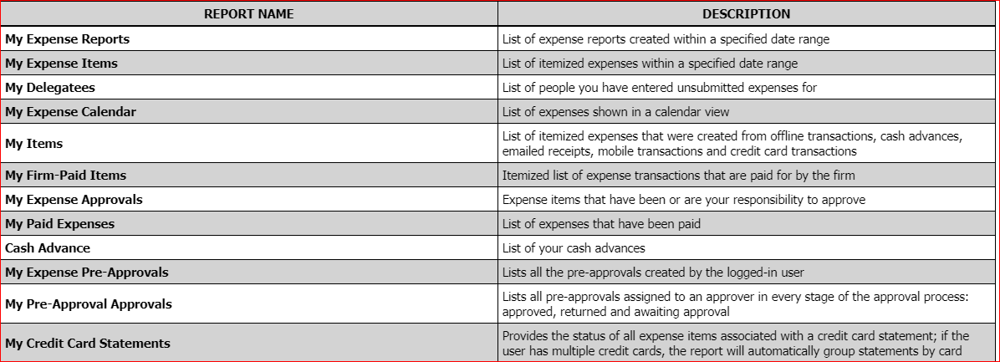 REPORT NAME DESCRIPTION
My Expense Reports List of expense reports created within a specified date range
My Expense Items List of itemized expenses within a specified date range
My Delegatees List of people you have entered unsubmitted expenses for
My Expense Calendar List of expenses shown in a calendar view
My Items List of itemized expenses that were created from offline transactions, cash advances,
emailed receipts, mobile transactions and credit card transactions
My Firm-Paid Items Itemized list of expense transactions that are paid for by the firm
My Expense Approvals Expense items that have been or are your responsibility to approve
My Paid Expenses List of expenses that have been paid
Cash Advance List of your cash advances
My Expense Pre-Approvals Lists all the pre-approvals created by the logged-in user
My Pre-Approval Approvals Lists all pre-approvals assigned to an approver in every stage of the approval process:
approved, returned and awaiting approval
My Credit Card Statements Provides the status of all expense items associated with a credit card statement; if the
user has multiple credit cards, the report will automatically group statements by card